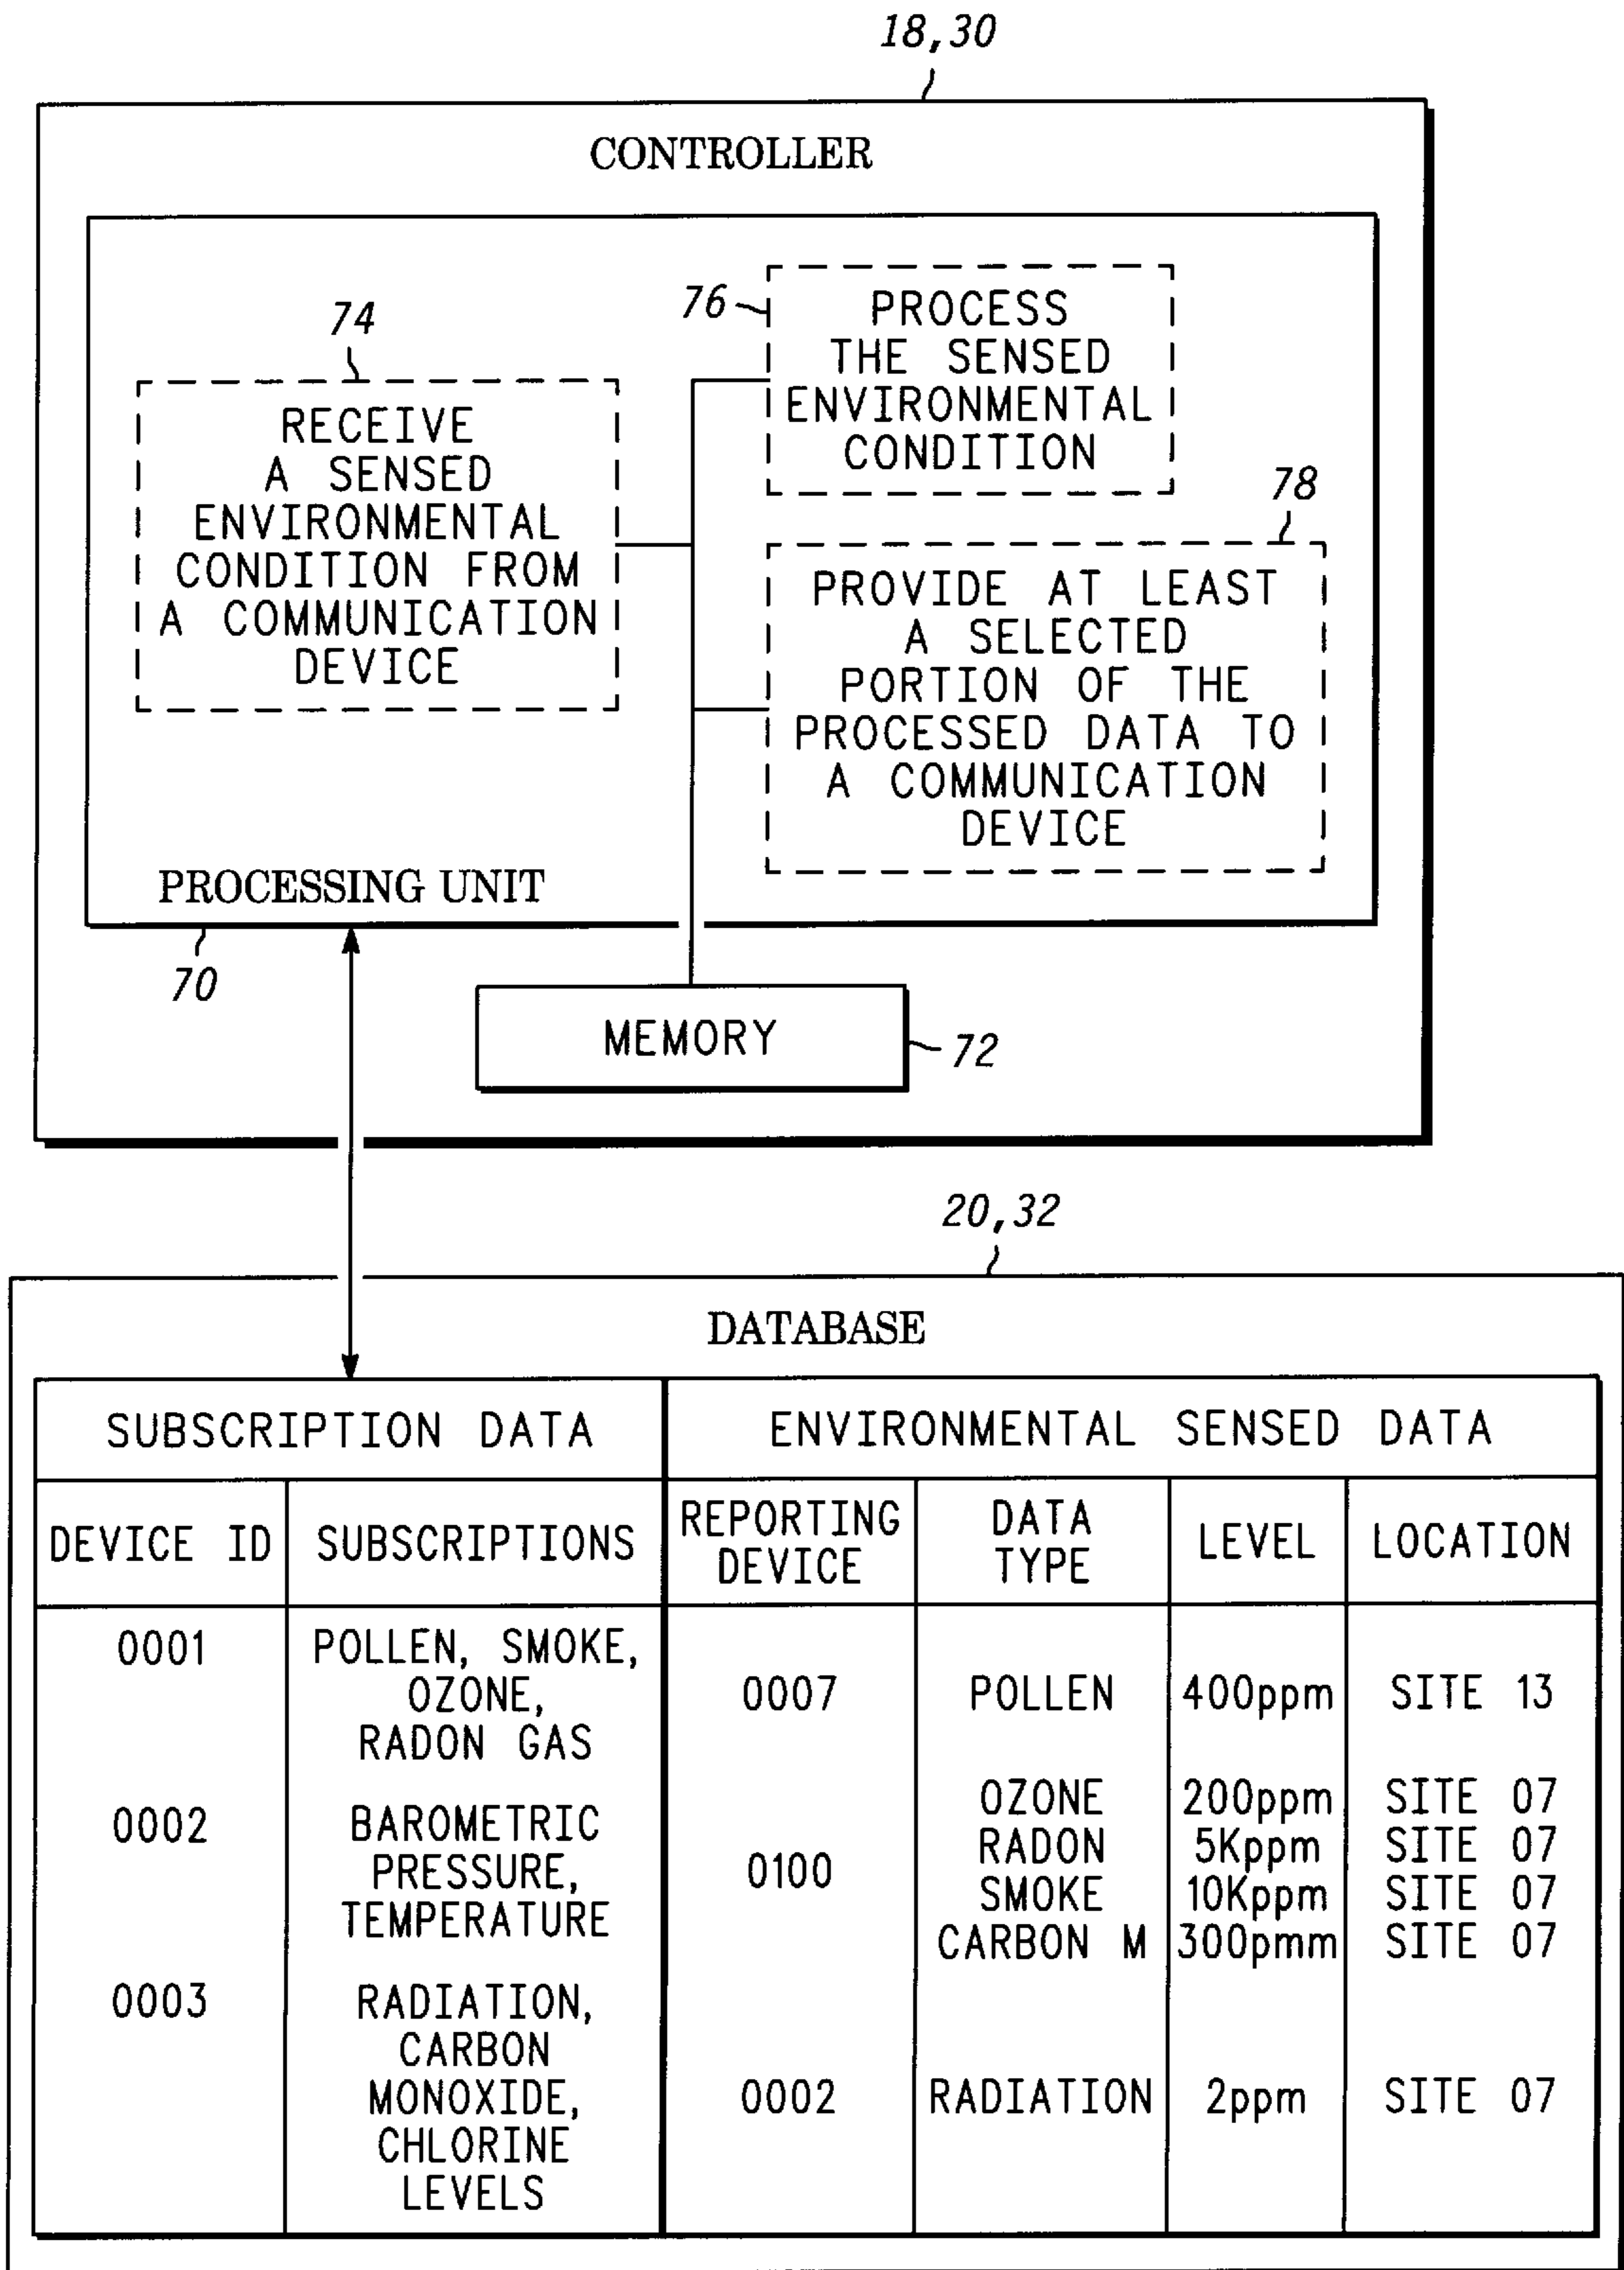 18,30
CONTROLLER
74
RECEIVE
A SENSED
ENVIRONMENTAL
CONDITION FROM
A COMMUNICATION
DEVICE
76
PROCESS
THE SENSED
ENVIRONMENTAL
CONDITION
78
PROVIDE AT LEAST
A SELECTED
PORTION OF THE
PROCESSED DATA TO
A COMMUNICATION
DEVICE
PROCESSING UNIT
70
MEMORY
72
20,32
DATABASE
SUBSCRIPTION DATA
DEVICE ID
SUBSCRIPTIONS
0001
POLLEN, SMOKE,
OZONE,
RADON GAS
0002
BAROMETRIC
PRESSURE,
TEMPERATURE
0003
RADIATION,
CARBON
MONOXIDE,
CHLORINE
LEVELS
ENVIRONMENTAL SENSED DATA
REPORTING
DEVICE
DATA
TYPE
LEVEL
LOCATION
0007 POLLEN 400ppm SITE 13
0100
OZONE 200ppm SITE 07
RADON 5Kppm SITE 07
SMOKE 10Kppm SITE 07
CARBON M 300pmm SITE 07
0002 RADIATION 2ppm SITE 07